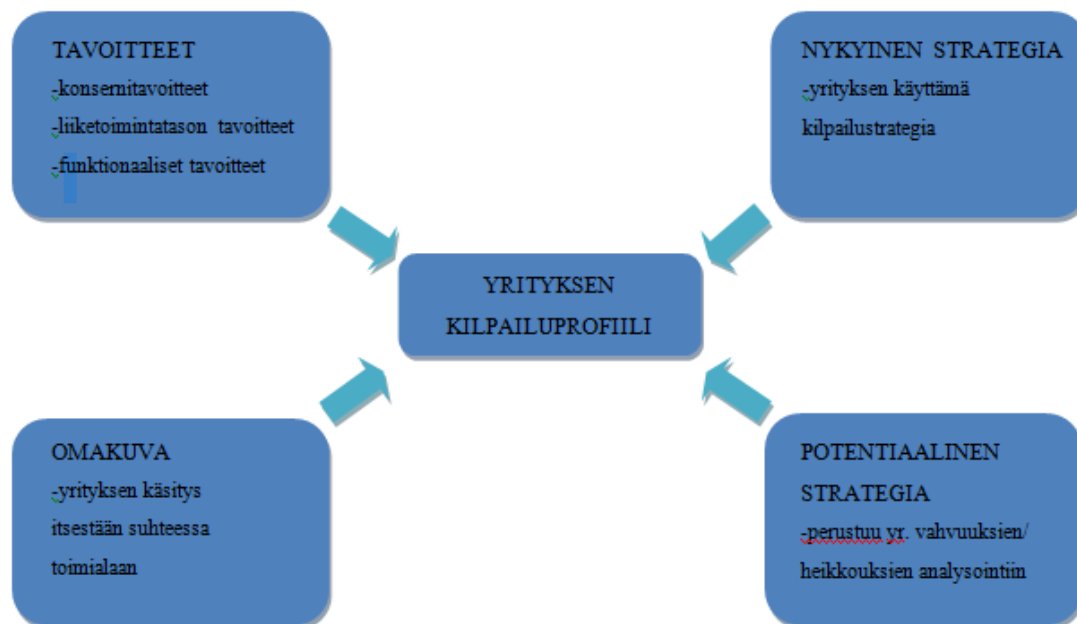 TAVOITTEET
-konsernitavoitteet
-liiketoimintatason tavoitteet
-funktionaaliset tavoitteet
NYKYINEN STRATEGIA
-yrityksen käyttämä
kilpailustrategia
YRITYKSEN
KILPAILUPROFIILI
OMAKUVA
-yrityksen käsitys
itsestään suhteessa
toimialaan
POTENTIAALINEN
STRATEGIA
-perustuu yr. vahvuuksien/
heikkouksien analysointiin